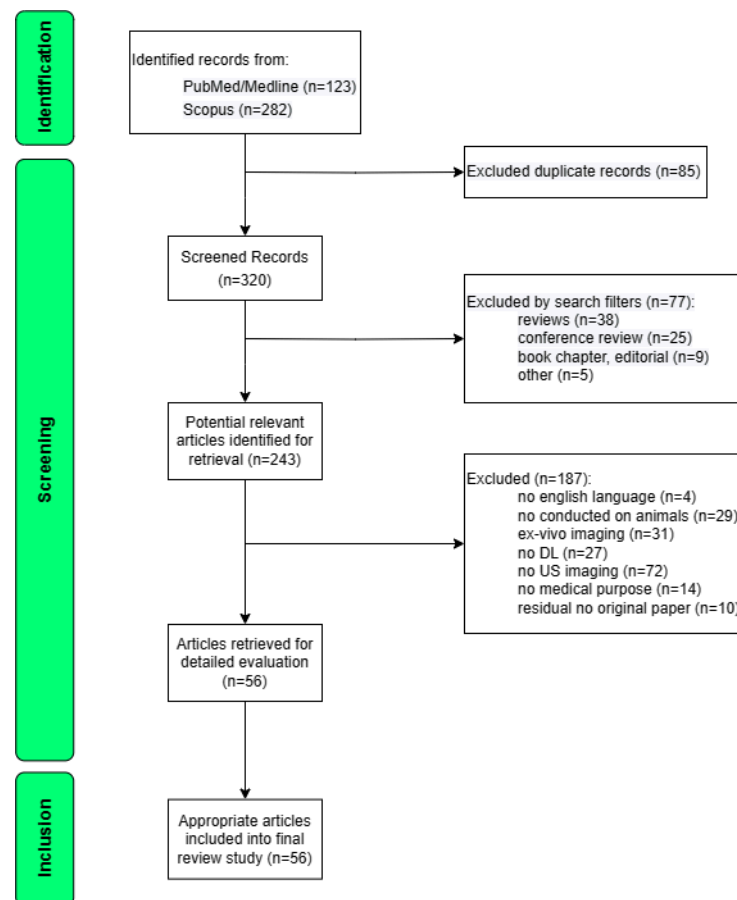 Identification
Identified records from:
PubMed/Medline (n=123)
Scopus (n=282)
Excluded duplicate records (n=85)
Screening
Screened Records
(n=320)
Excluded by search filters (n=77):
reviews (n=38)
conference review (n=25)
book chapter, editorial (n=9)
other (n=5)
Potential relevant
articles identified for
retrieval (n=243)
Excluded (n=187):
no english language (n=4)
no conducted on animals (n=29)
ex-vivo imaging (n=31)
no DL (n=27)
no US imaging (n=72)
no medical purpose (n=14)
residual no original paper (n=10)
Articles retrieved for
detailed evaluation
(n=56)
Inclusion
Appropriate articles
included into final
review study (n=56)